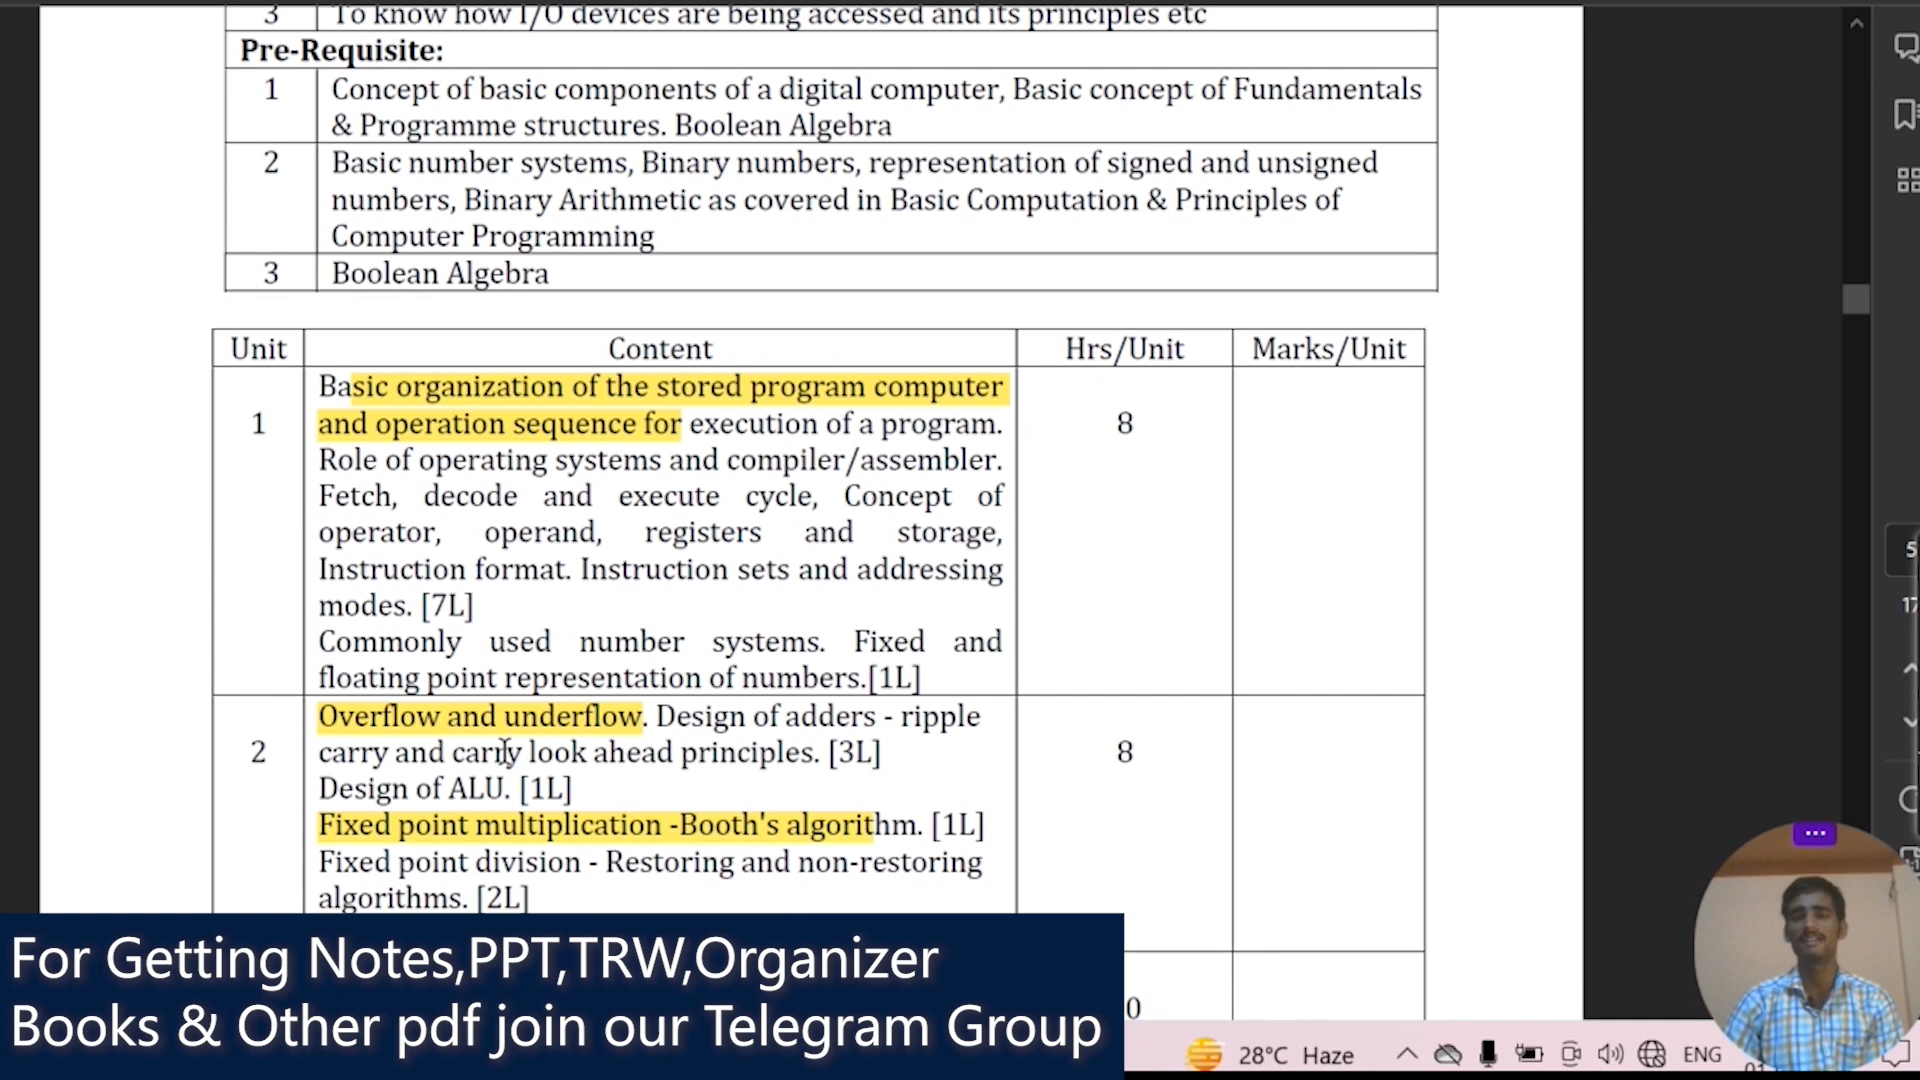 3 To know how I/O devices are being accessed and its principles etc
Pre-Requisite:
1 Concept of basic components of a digital computer, Basic concept of Fundamentals
& Programme structures. Boolean Algebra
2 Basic number systems, Binary numbers, representation of signed and unsigned
numbers, Binary Arithmetic as covered in Basic Computation & Principles of
Computer Programming
3 Boolean Algebra
Unit Content Hrs/Unit Marks/Unit
Basic organization of the stored program computer
1 and operation sequence for execution of a program. 8
Role of operating systems and compiler/assembler.
Fetch, decode and execute cycle, Concept of
operator, operand, registers and storage,
Instruction format. Instruction sets and addressing
modes. [7L]
Commonly used number systems. Fixed and
floating point representation of numbers.[1L]
Overflow and underflow. Design of adders - ripple
2 carry and carry look ahead principles. [3L] 8
Design of ALU. [1L]
Fixed point multiplication -Booth's algorithm. [1L]
Fixed point division - Restoring and non-restoring
algorithms. [2L]
0
For Getting Notes,PPT,TRW,Organizer
Books & Other pdf join our Telegram Group
28°C Haze ENG
5
17